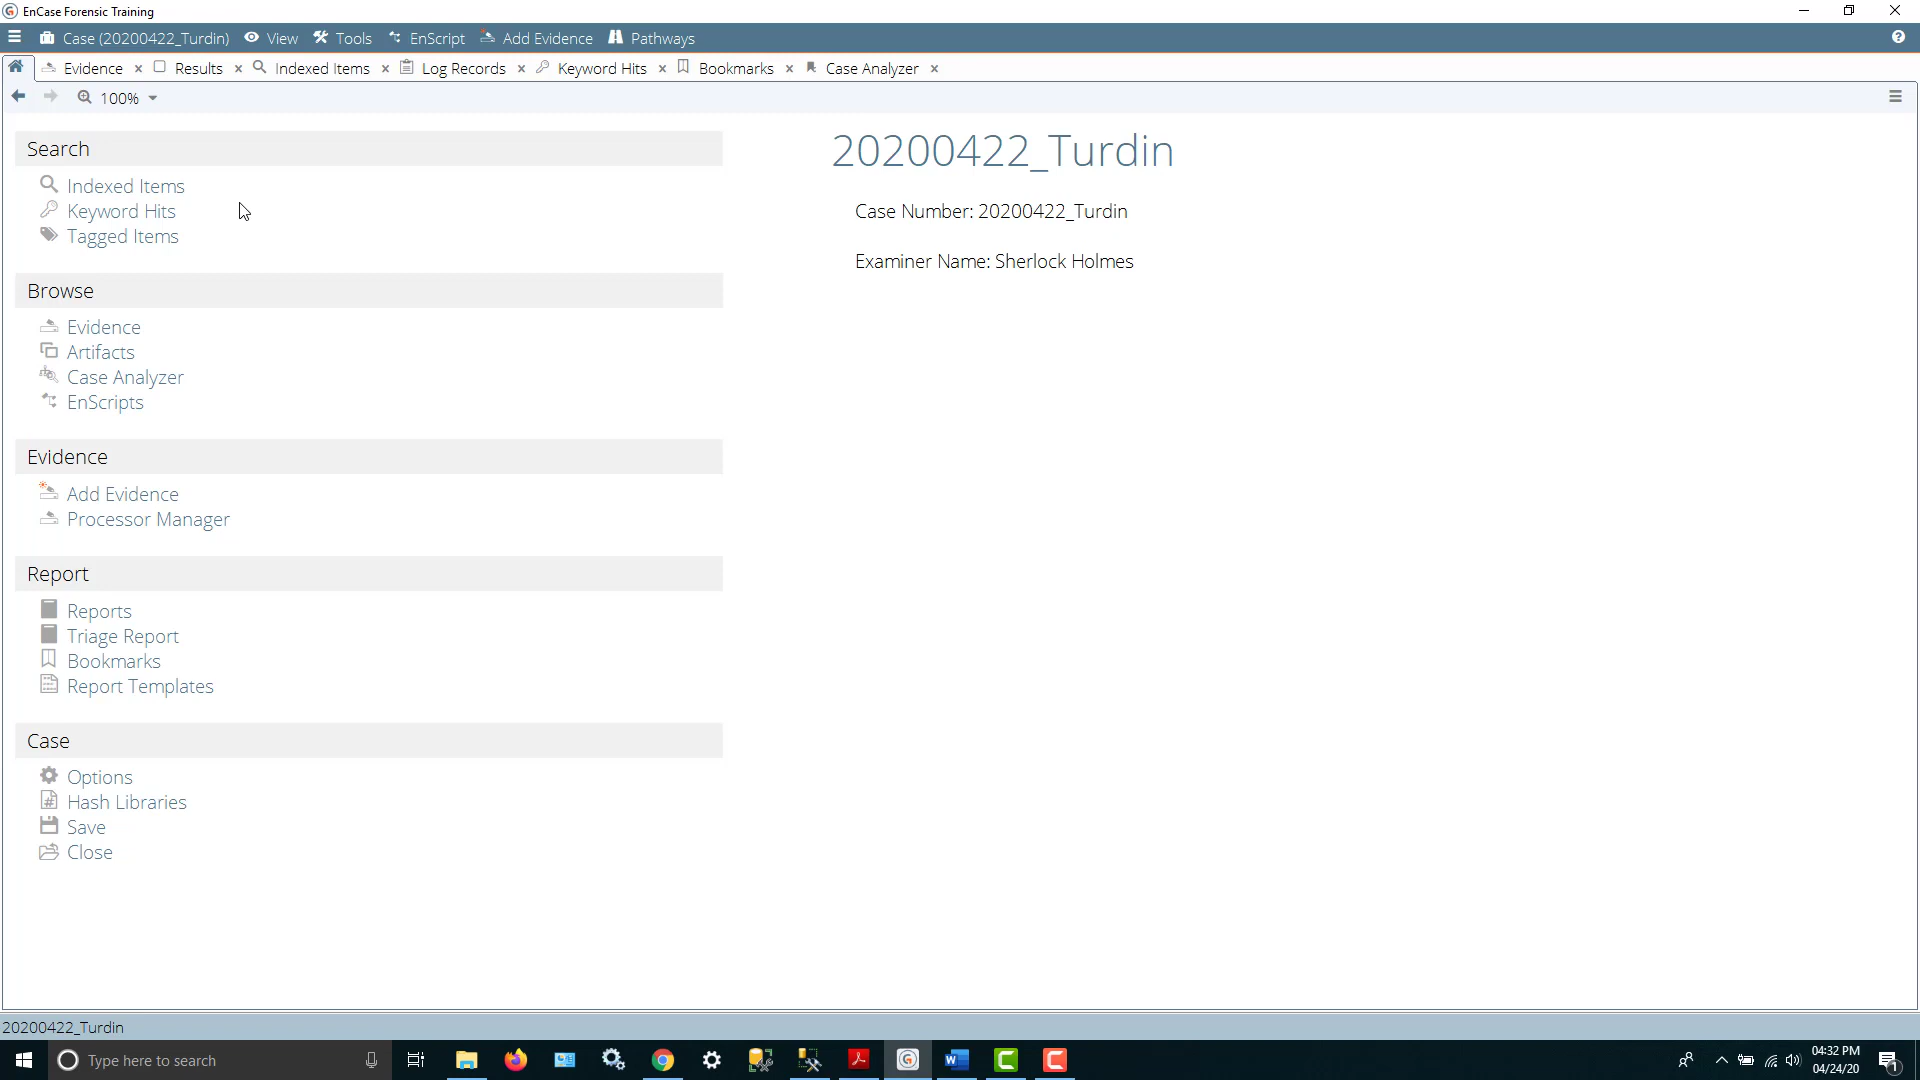 EnCase Forensic Training
Case (20200422_Turdin) View Tools EnScript Add Evidence Pathways
Evidence Results Indexed Items Log Records Keyword Hits Bookmarks Case Analyzer
100%
Search
Indexed Items
Keyword Hits
Tagged Items
Browse
Evidence
Artifacts
Case Analyzer
EnScripts
Evidence
Add Evidence
Processor Manager
Report
Reports
Triage Report
Bookmarks
Report Templates
Case
Options
Hash Libraries
Save
Close
20200422_Turdin
Case Number: 20200422_Turdin
Examiner Name: Sherlock Holmes
20200422_Turdin
Type here to search
04:32 PM
04/24/20